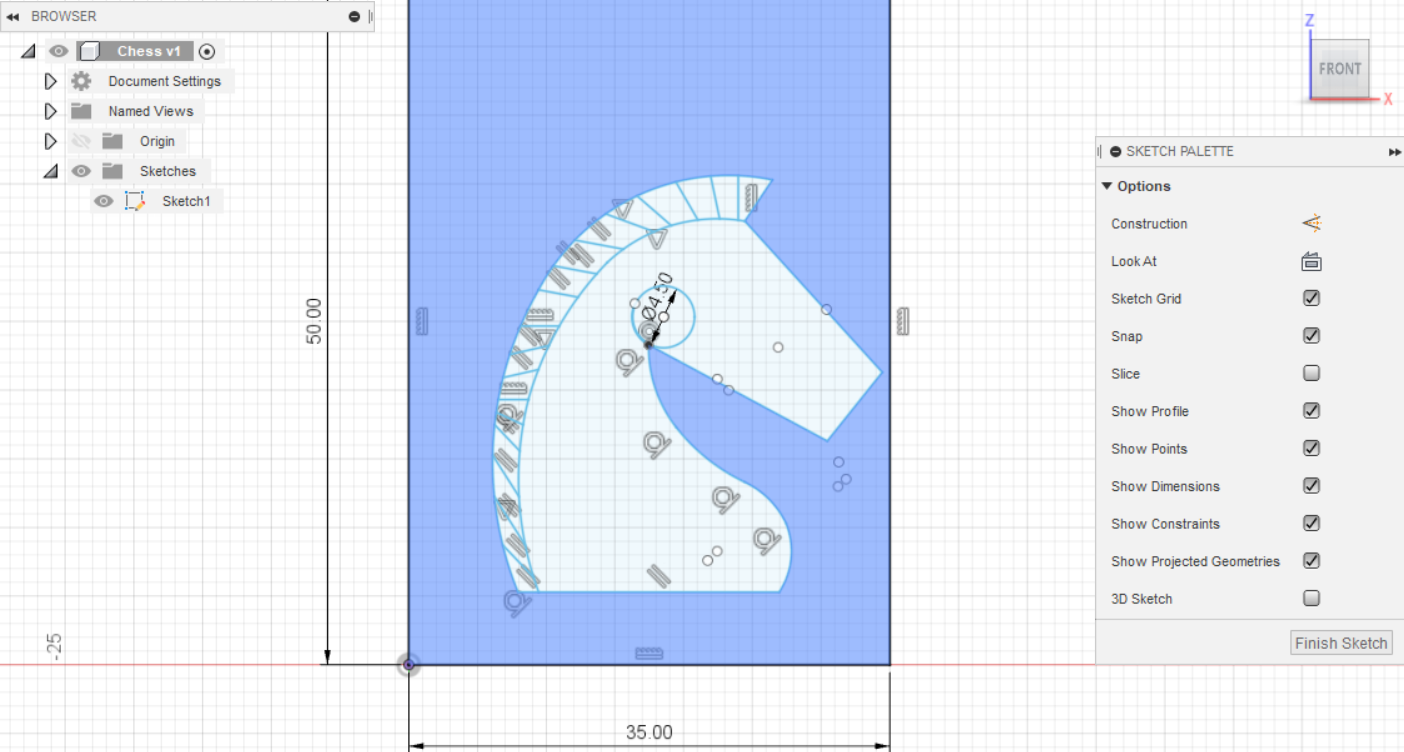 BROWSER
Chess v1
Document Settings
Named Views
Origin
Sketches
Sketch1
Z
FRONT
X
SKETCH PALETTE
Options
Construction
Look At
Sketch Grid
Snap
Slice
Show Profile
Show Points
Show Dimensions
Show Constraints
Show Projected Geometries
3D Sketch
Finish Sketch
50.00
Ø4.50
-25
35.00